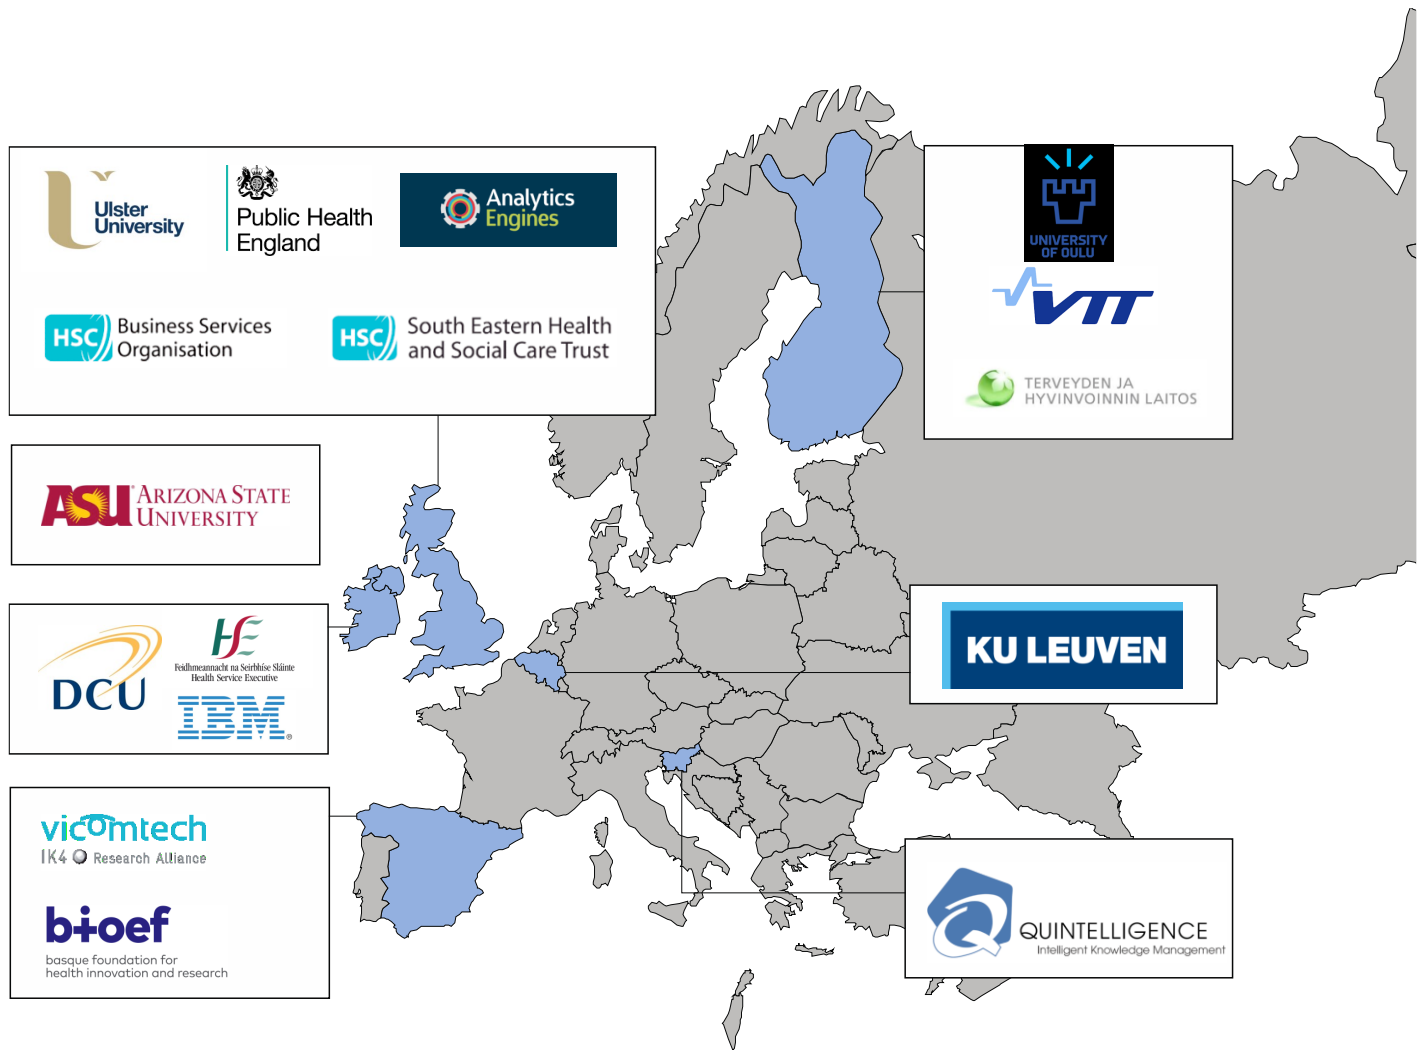 Ulster
University
Public Health
England
Analytics
Engines
HSC
Business Services
Organisation
HSC
South Eastern Health
and Social Care Trust
UNIVERSITY
OF OULU
VTT
TERVEYDEN JA
HYVINVOINNIN LAITOS
ASU
ARIZONA STATE
UNIVERSITY
DCU
HSE
Feidhmeannacht na Seirbhíse Sláinte
Health Service Executive
IBM®
KU LEUVEN
vicomtech
IK4 Research Alliance
bioef
basque foundation for
health innovation and research
QUINTELLIGENCE
Intelligent Knowledge Management